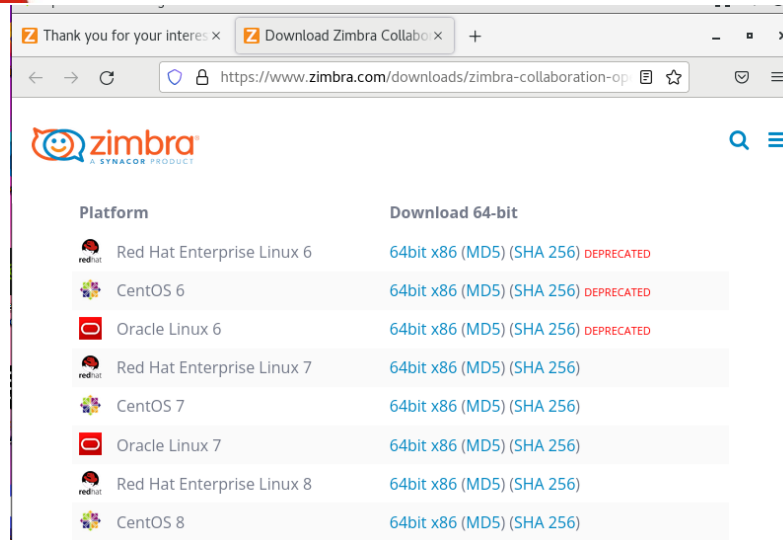 Thank you for your interes
Download Zimbra Collabo
https://www.zimbra.com/downloads/zimbra-collaboration-op
zimbra
A SYNACOR PRODUCT
Platform Download 64-bit
redhat Red Hat Enterprise Linux 6 64bit x86 (MD5) (SHA 256) DEPRECATED
CentOS 6 64bit x86 (MD5) (SHA 256) DEPRECATED
Oracle Linux 6 64bit x86 (MD5) (SHA 256) DEPRECATED
redhat Red Hat Enterprise Linux 7 64bit x86 (MD5) (SHA 256)
CentOS 7 64bit x86 (MD5) (SHA 256)
Oracle Linux 7 64bit x86 (MD5) (SHA 256)
redhat Red Hat Enterprise Linux 8 64bit x86 (MD5) (SHA 256)
CentOS 8 64bit x86 (MD5) (SHA 256)